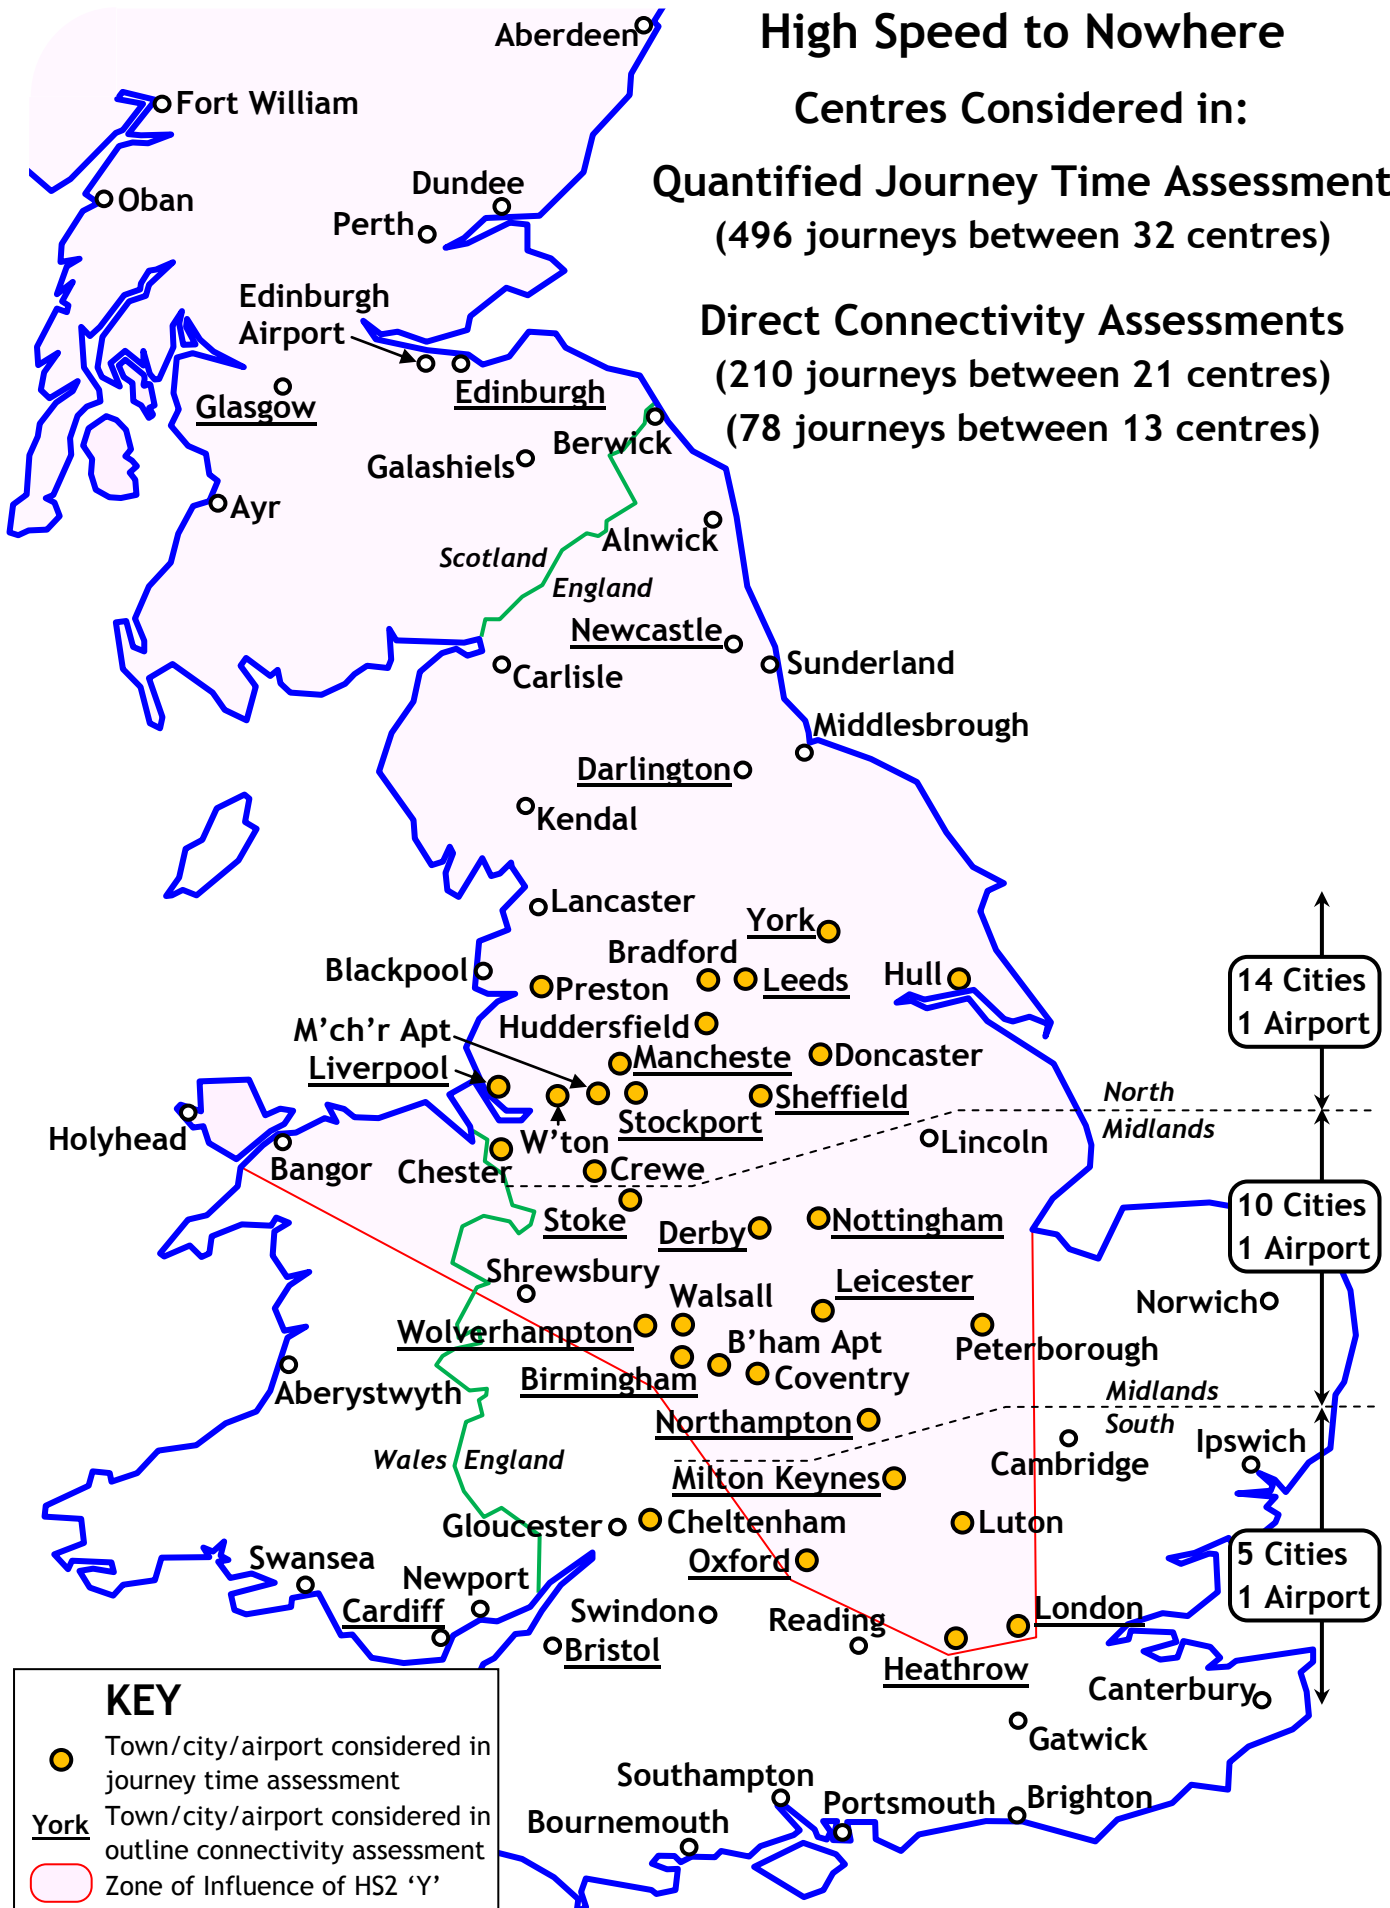 High Speed to Nowhere
Aberdeen
Centres Considered in:
Fort William
Quantified Journey Time Assessment
Dundee
Oban
Perth
(496 journeys between 32 centres)
Edinburgh
Airport
Direct Connectivity Assessments
(210 journeys between 21 centres)
Edinburgh
Glasgow
(78 journeys between 13 centres)
Berwick
Galashiels
Ayr
Alnwick
Scotland
England
Newcastle
Sunderland
Carlisle
Middlesbrough
Darlington
Kendal
Lancaster
York
Bradford
Blackpool
Leeds
Hull
Preston
14 Cities
1 Airport
Huddersfield
M'ch'r Apt
Mancheste
Doncaster
Liverpool
Sheffield
North
Stockport
Midlands
Holyhead
W'ton
Lincoln
Bangor
Chester
Crewe
Stoke
Derby
Nottingham
10 Cities
1 Airport
Shrewsbury
Leicester
Walsall
Norwich
Wolverhampton
B'ham Apt
Peterborough
Birmingham
Coventry
Aberystwyth
Midlands
South
Northampton
Ipswich
Wales
England
Cambridge
Milton Keynes
Gloucester
Cheltenham
Luton
Oxford
5 Cities
1 Airport
Swansea
Newport
Cardiff
Swindon
Reading
London
Bristol
Heathrow
Canterbury
Gatwick
KEY
Town/city/airport considered in
journey time assessment
York
Town/city/airport considered in
outline connectivity assessment
Zone of Influence of HS2 ‘Y’
Southampton
Portsmouth
Brighton
Bournemouth